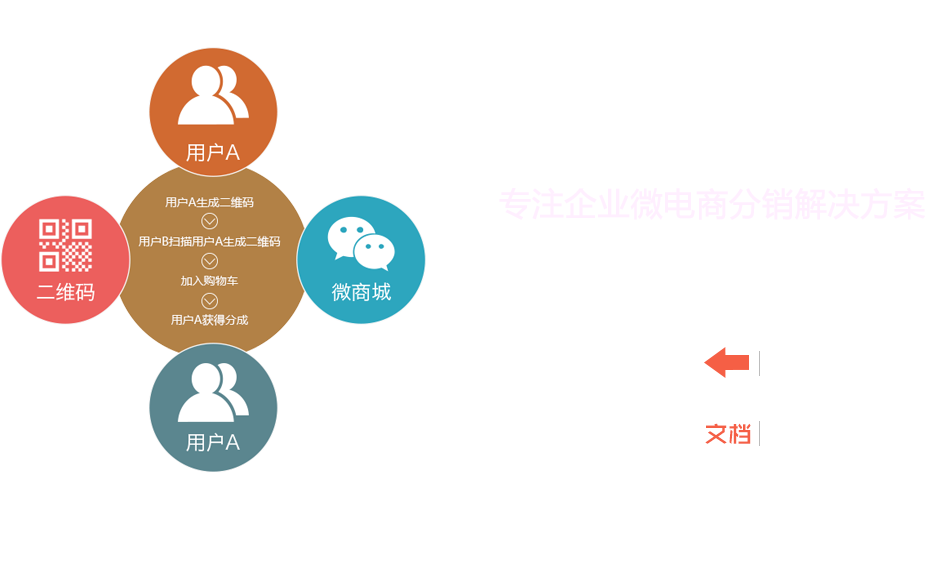 用户A
用户A生成二维码
用户B扫描用户A生成二维码
加入购物车
用户A获得分成
二维码
微商城
用户A
专注企业微电商分销解决方案
文档